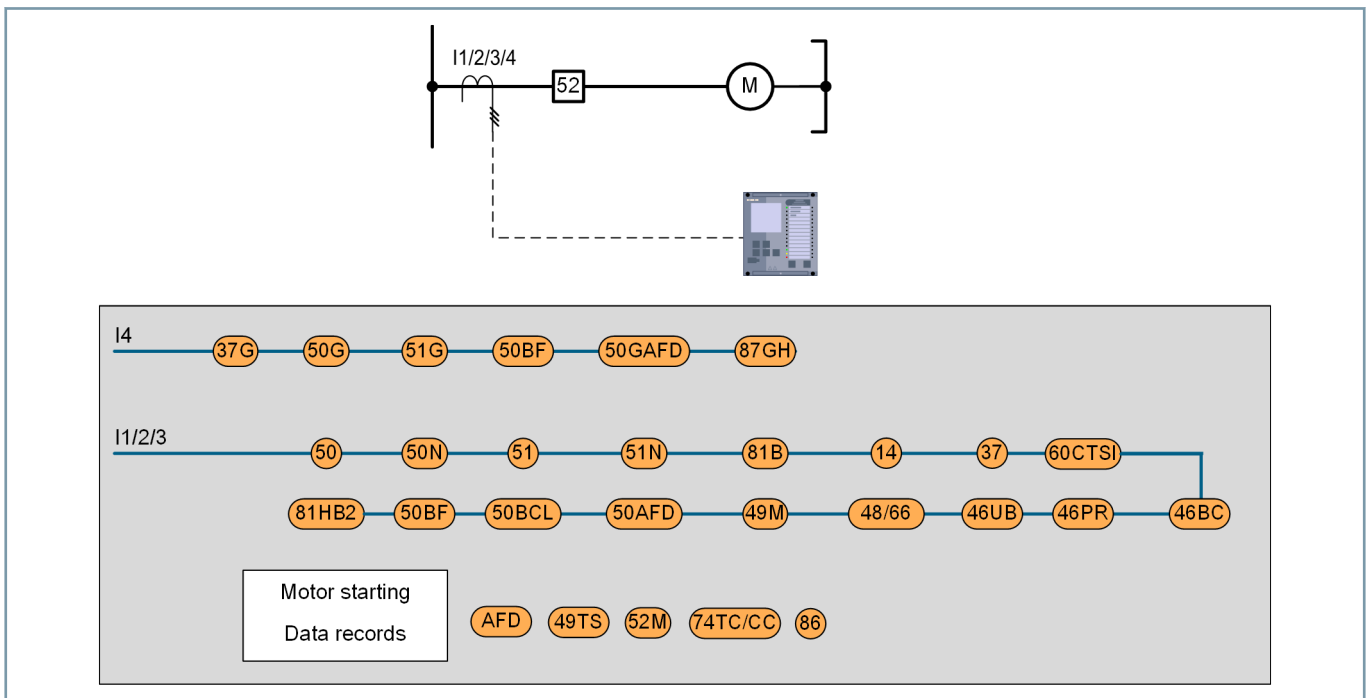 I1/2/3/4
52
M
I4
37G 50G 51G 50BF 50GAFD 87GH
I1/2/3
50 50N 51 51N 81B 14 37 60CTSI
81HB2 50BF 50BCL 50AFD 49M 48/66 46UB 46PR 46BC
Motor starting
Data records
AFD 49TS 52M 74TC/CC 86